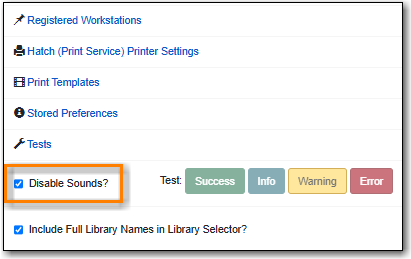 Registered Workstations
Hatch (Print Service) Printer Settings
Print Templates
Stored Preferences
Tests
Disable Sounds? Test: Success Info Warning Error
Include Full Library Names in Library Selector?